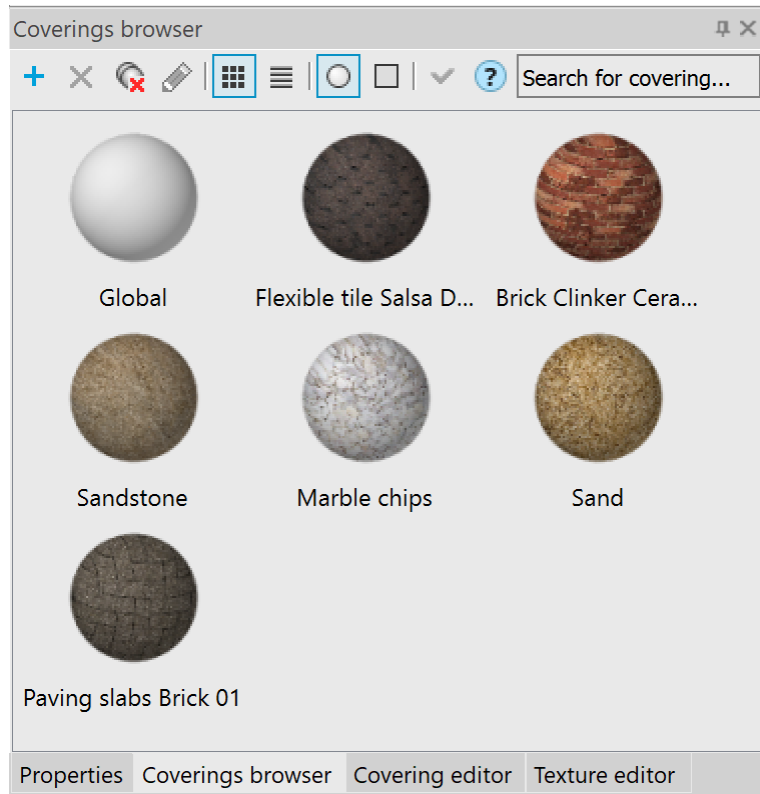 Coverings browser
? Search for covering...
Global Flexible tile Salsa D... Brick Clinker Cera...
Sandstone Marble chips Sand
Paving slabs Brick 01
Properties Coverings browser Covering editor Texture editor